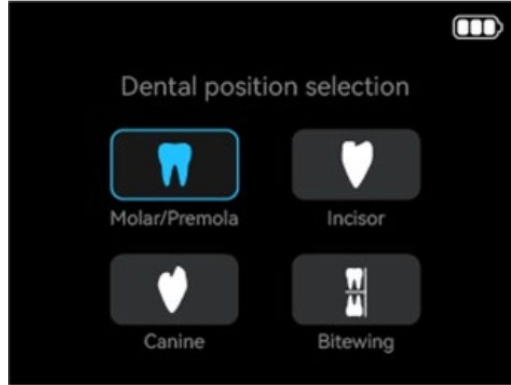 Dental position selection
Molar/Premola
Incisor
Canine
Bitewing